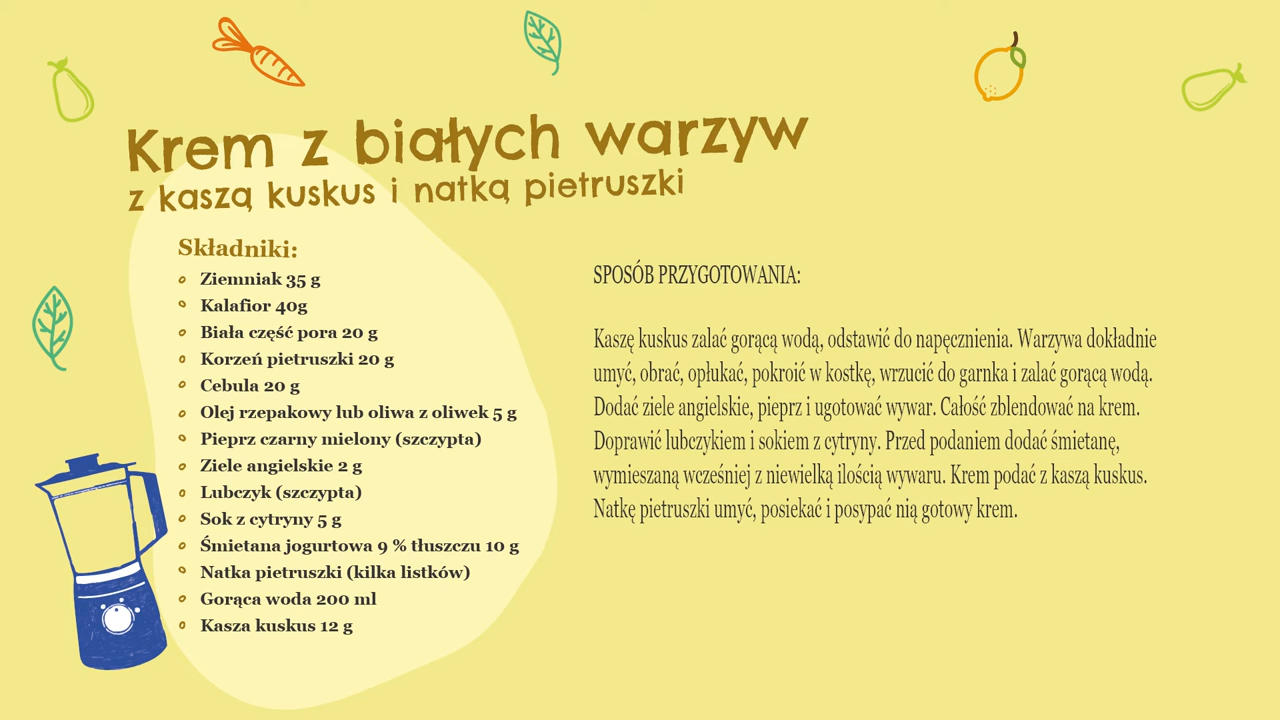 Krem z białych warzyw
z kaszą kuskus i natką pietruszki
Składniki:
Ziemniak 35 g
Kalafior 40g
Biała część pora 20 g
Korzeń pietruszki 20 g
Cebula 20 g
Olej rzepakowy lub oliwa z oliwek 5 g
Pieprz czarny mielony (szczypta)
Ziele angielskie 2 g
Lubczyk (szczypta)
Sok z cytryny 5 g
Śmietana jogurtowa 9 % tłuszczu 10 g
Natka pietruszki (kilka listków)
Gorąca woda 200 ml
Kasza kuskus 12 g
SPOSÓB PRZYGOTOWANIA:
Kaszę kuskus zalać gorącą wodą, odstawić do napęcznienia. Warzywa dokładnie
umyć, obrać, opłukać, pokroić w kostkę, wrzucić do garnka i zalać gorącą wodą.
Dodać ziele angielskie, pieprz i ugotować wywar. Całość zblendować na krem.
Doprawić lubczykiem i sokiem z cytryny. Przed podaniem dodać śmietanę,
wymieszaną wcześniej z niewielką ilością wywaru. Krem podać z kaszą kuskus.
Natkę pietruszki umyć, posiekać i posypać nią gotowy krem.